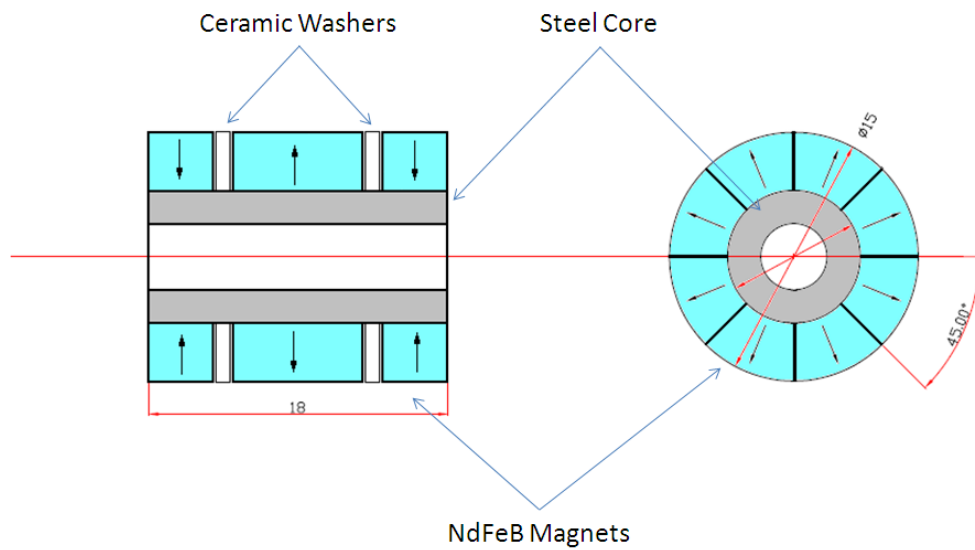 Ceramic Washers
Steel Core
ø15
45.00°
18
NdFeB Magnets